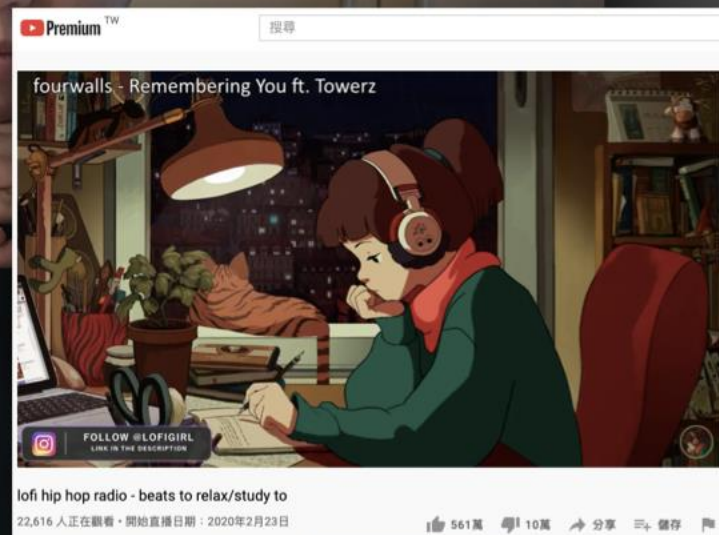 Premium TW
搜尋
fourwalls - Remembering You ft. Towerz
FOLLOW @LOFIGIRL
LINK IN THE DESCRIPTION
lofi hip hop radio - beats to relax/study to
22,616 人正在觀看・開始直播日期：2020年2月23日
561萬 10萬 分享 儲存